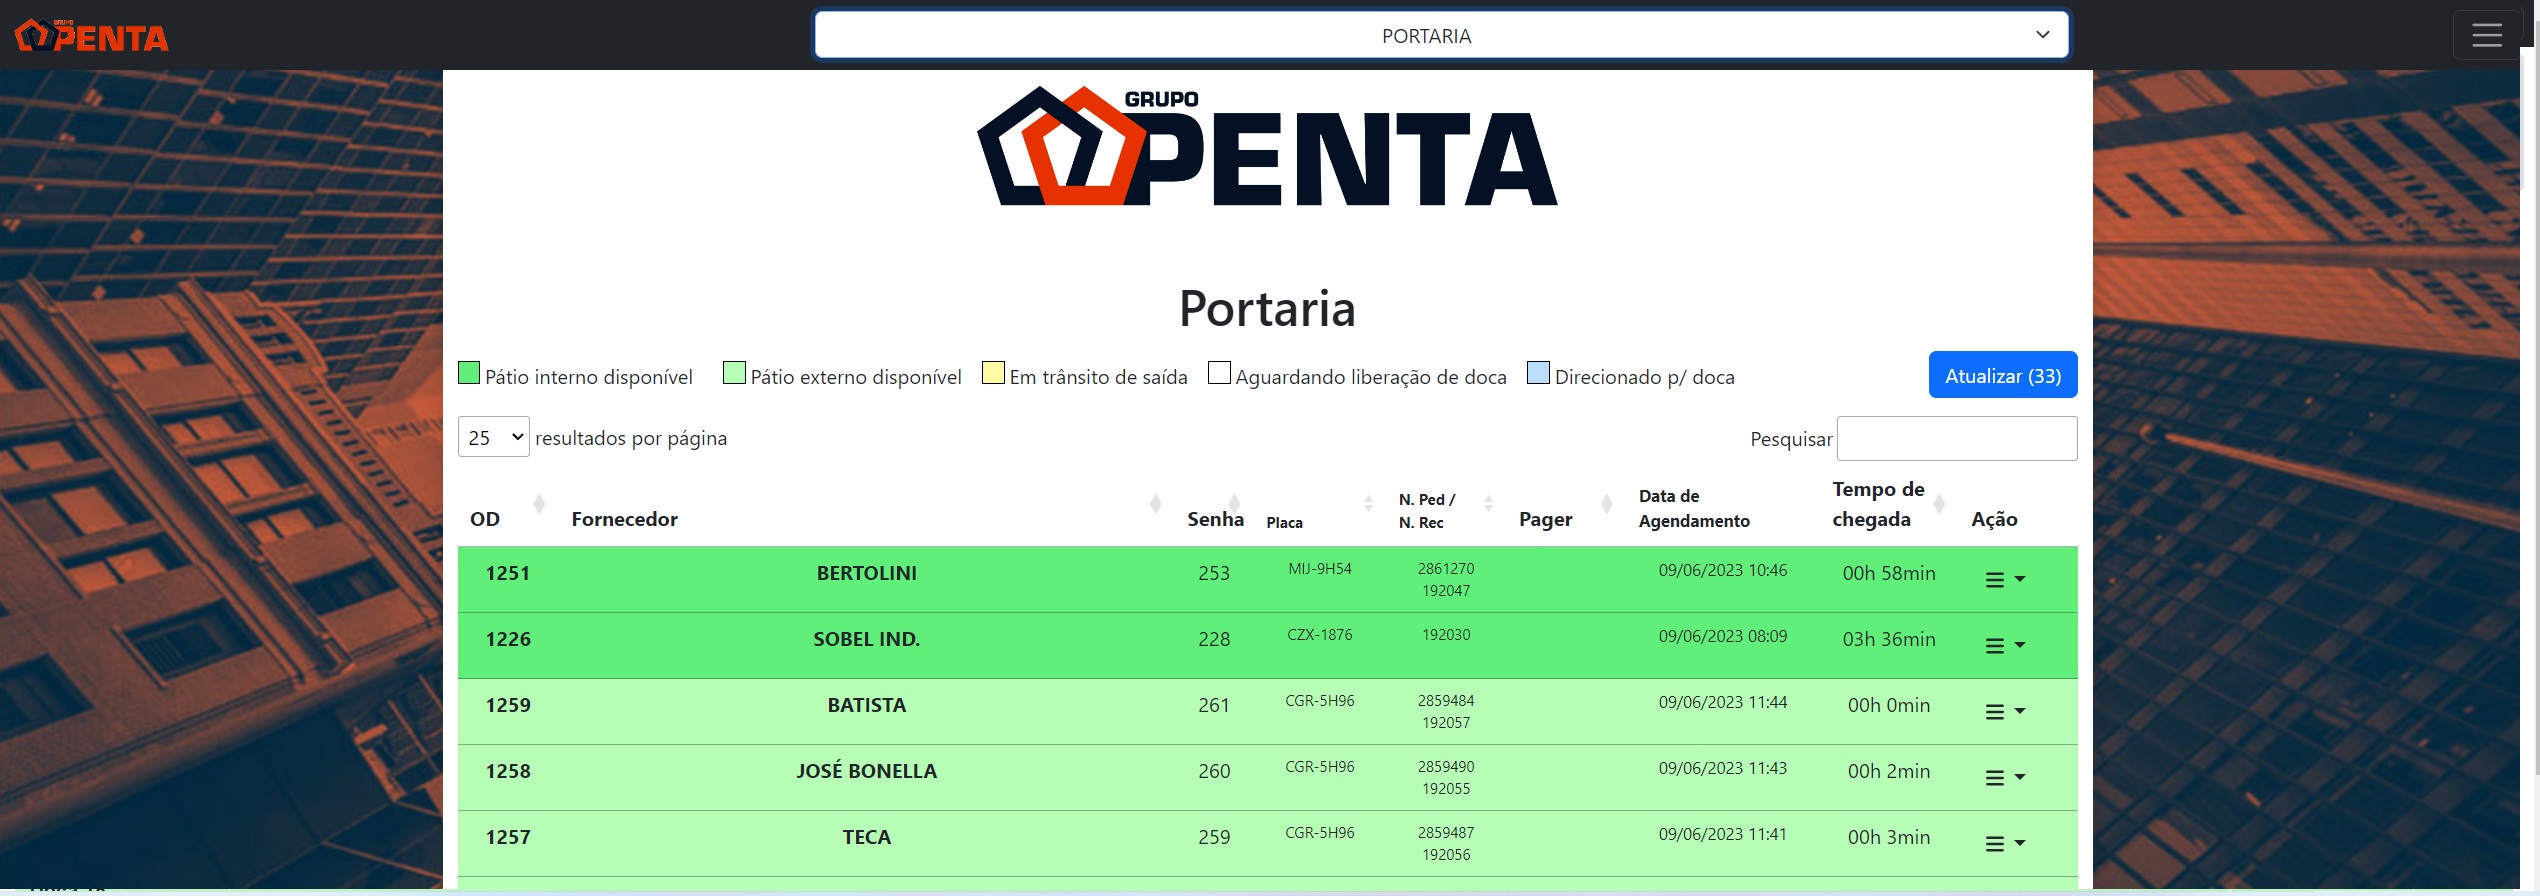 GRUPO
PENTA
PORTARIA
GRUPO
PENTA
Portaria
Pátio interno disponível Pátio externo disponível Em trânsito de saída Aguardando liberação de doca Direcionado p/ doca Atualizar (33)
25 resultados por página Pesquisar
OD Fornecedor Senha Placa N. Ped / N. Rec Pager Data de Agendamento Tempo de chegada Ação
1251 BERTOLINI 253 MIJ-9H54 2861270 09/06/2023 10:46 00h 58min
192047
1226 SOBEL IND. 228 CZX-1876 192030 09/06/2023 08:09 03h 36min
1259 BATISTA 261 CGR-5H96 2859484 09/06/2023 11:44 00h 0min
192057
1258 JOSÉ BONELLA 260 CGR-5H96 2859490 09/06/2023 11:43 00h 2min
192055
1257 TECA 259 CGR-5H96 2859487 09/06/2023 11:41 00h 3min
192056